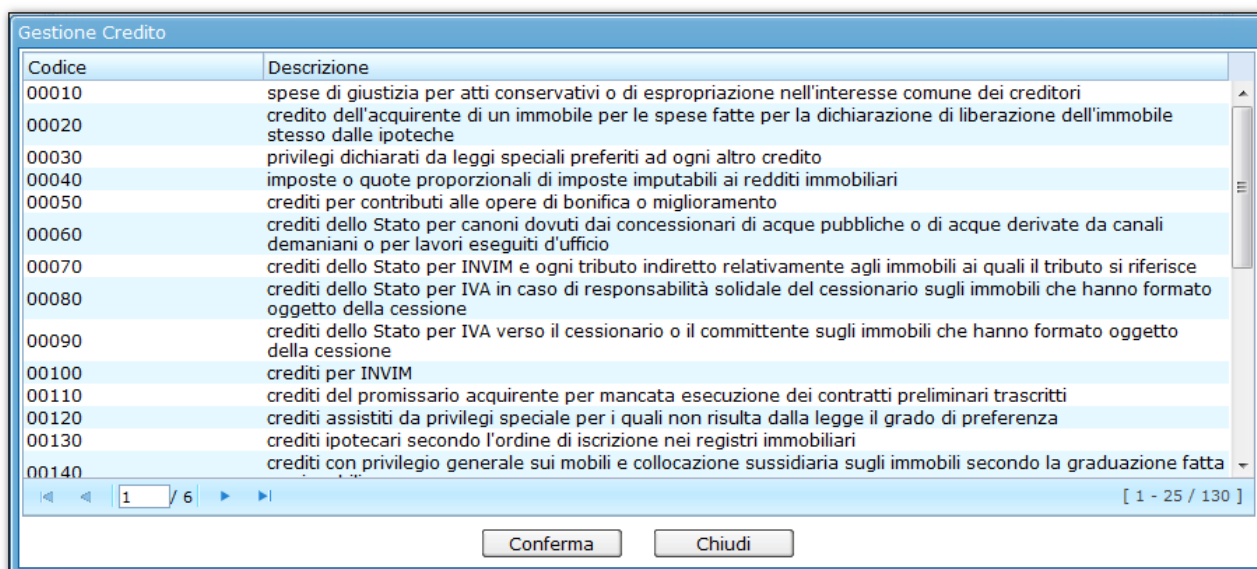 Gestione Credito
Codice Descrizione
00010 spese di giustizia per atti conservativi o di espropriazione nell'interesse comune dei creditori
00020 credito dell'acquirente di un immobile per le spese fatte per la dichiarazione di liberazione dell'immobile
stesso dalle ipoteche
00030 privilegi dichiarati da leggi speciali preferiti ad ogni altro credito
00040 imposte o quote proporzionali di imposte imputabili ai redditi immobiliari
00050 crediti per contributi alle opere di bonifica o miglioramento
00060 crediti dello Stato per canoni dovuti dai concessionari di acque pubbliche o di acque derivate da canali
demaniani o per lavori eseguiti d'ufficio
00070 crediti dello Stato per INVIM e ogni tributo indiretto relativamente agli immobili ai quali il tributo si riferisce
00080 crediti dello Stato per IVA in caso di responsabilità solidale del cessionario sugli immobili che hanno formato
oggetto della cessione
00090 crediti dello Stato per IVA verso il cessionario o il committente sugli immobili che hanno formato oggetto
della cessione
00100 crediti per INVIM
00110 crediti del promissario acquirente per mancata esecuzione dei contratti preliminari trascritti
00120 crediti assistiti da privilegi speciale per i quali non risulta dalla legge il grado di preferenza
00130 crediti ipotecari secondo l'ordine di iscrizione nei registri immobiliari
00140 crediti con privilegio generale sui mobili e collocazione sussidiaria sugli immobili secondo la graduazione fatta
1 / 6 [ 1 - 25 / 130 ]
Conferma Chiudi